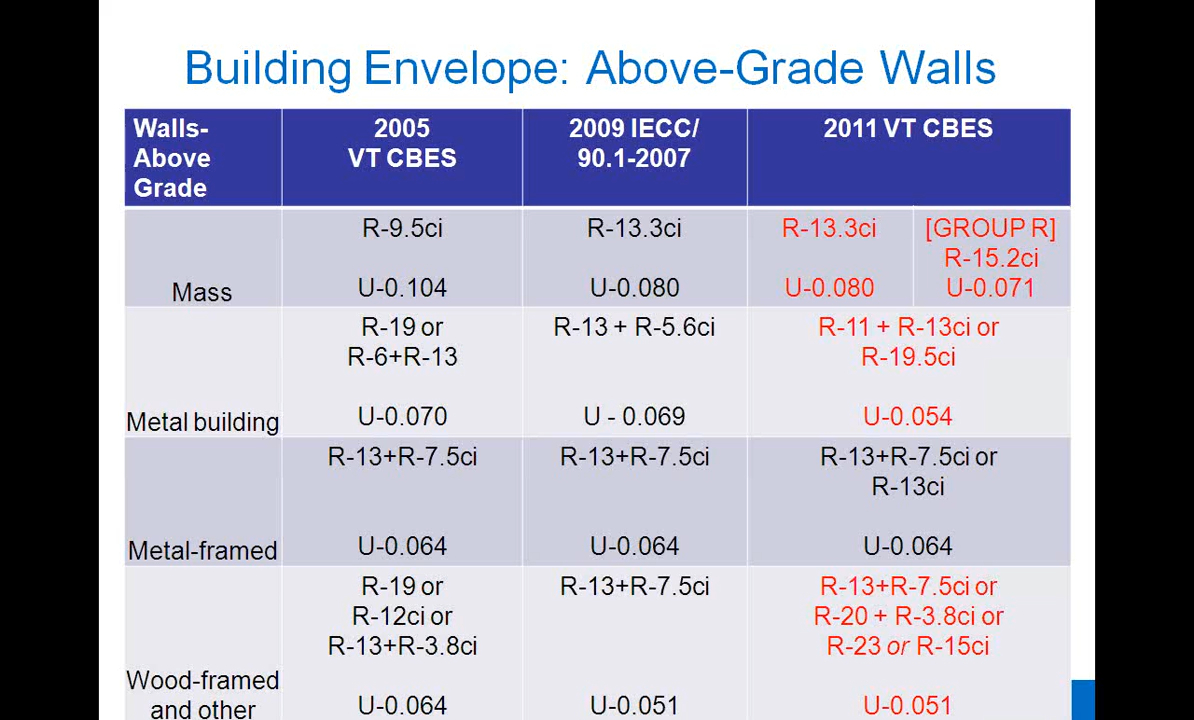 Building Envelope: Above-Grade Walls
Walls-
Above
Grade
2005
VT CBES
2009 IECC/
90.1-2007
2011 VT CBES
Mass
R-9.5ci
U-0.104
R-13.3ci
U-0.080
R-13.3ci
U-0.080
[GROUP R]
R-15.2ci
U-0.071
Metal building
R-19 or
R-6+R-13
U-0.070
R-13 + R-5.6ci
U - 0.069
R-11 + R-13ci or
R-19.5ci
U-0.054
Metal-framed
R-13+R-7.5ci
U-0.064
R-13+R-7.5ci
U-0.064
R-13+R-7.5ci or
R-13ci
U-0.064
Wood-framed
and other
R-19 or
R-12ci or
R-13+R-3.8ci
U-0.064
R-13+R-7.5ci
U-0.051
R-13+R-7.5ci or
R-20 + R-3.8ci or
R-23 or R-15ci
U-0.051